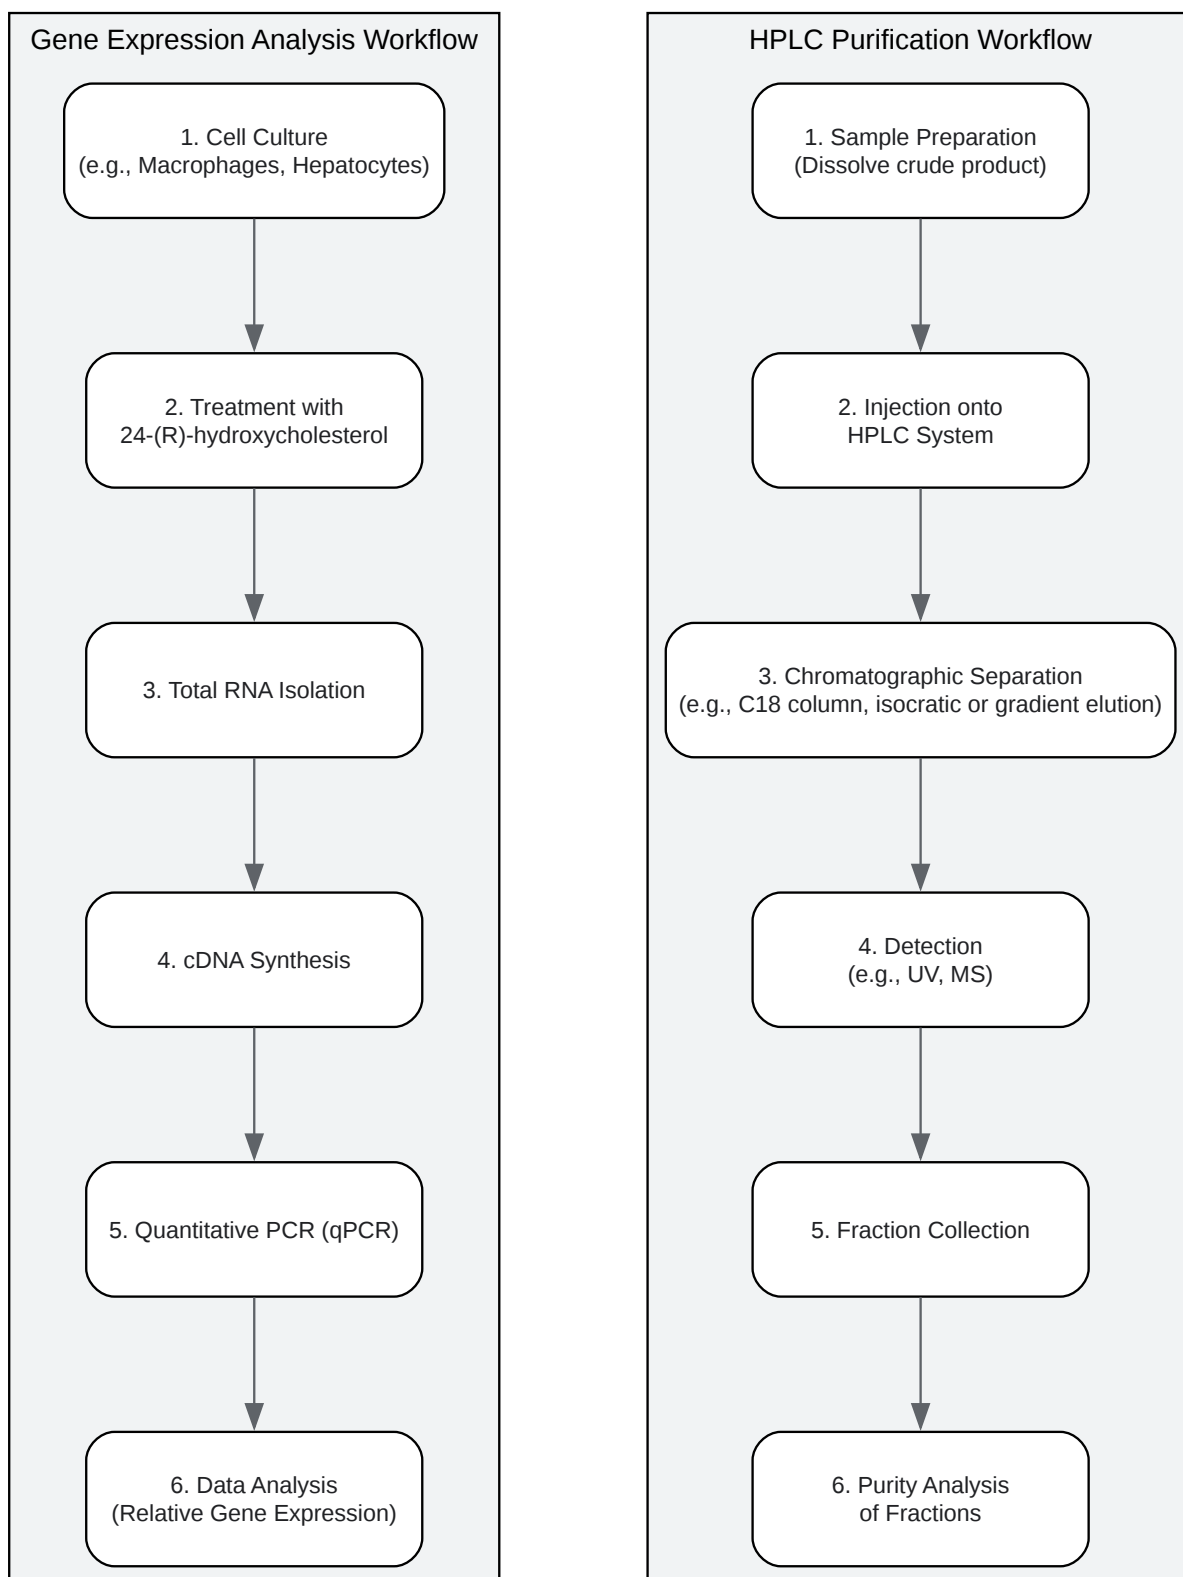 Gene Expression Analysis Workflow
1. Cell Culture
(e.g., Macrophages, Hepatocytes)
2. Treatment with
24-(R)-hydroxycholesterol
3. Total RNA Isolation
4. cDNA Synthesis
5. Quantitative PCR (qPCR)
6. Data Analysis
(Relative Gene Expression)
HPLC Purification Workflow
1. Sample Preparation
(Dissolve crude product)
2. Injection onto
HPLC System
3. Chromatographic Separation
(e.g., C18 column, isocratic or gradient elution)
4. Detection
(e.g., UV, MS)
5. Fraction Collection
6. Purity Analysis
of Fractions